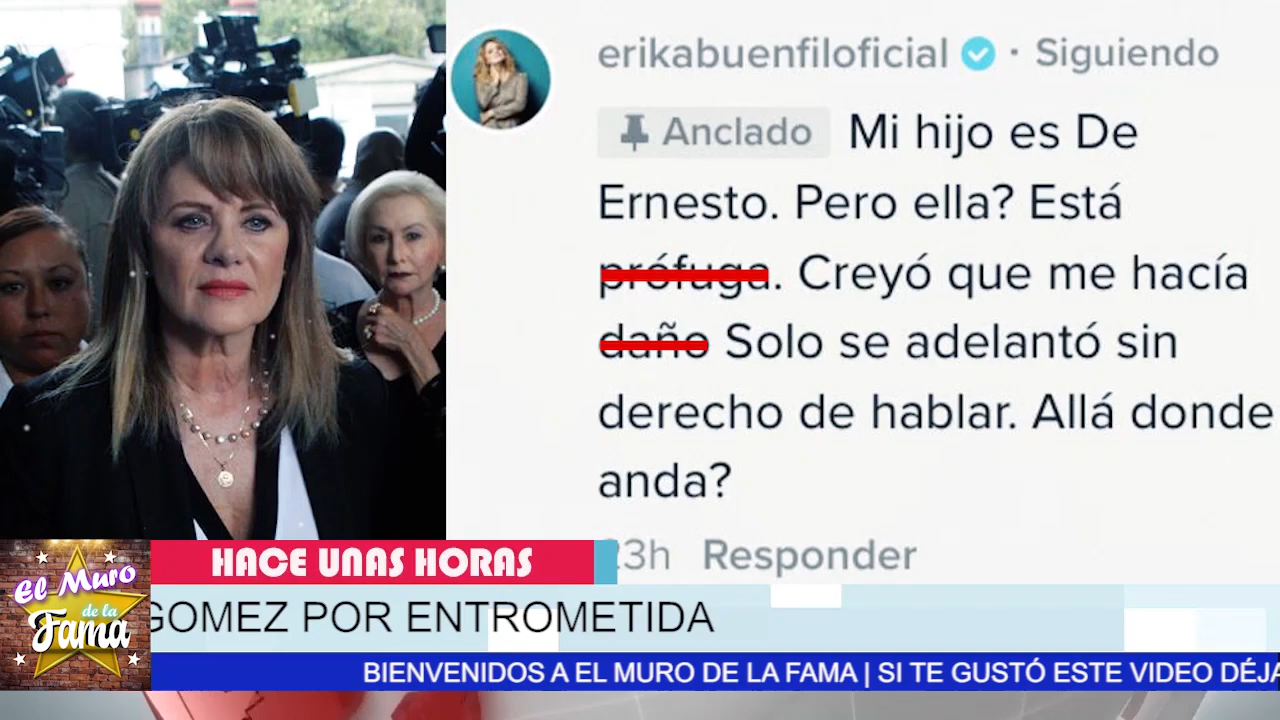 erikabuenfiloficial · Siguiendo
Anclado Mi hijo es De
Ernesto. Pero ella? Está
prófuga. Creyó que me hacía
daño Solo se adelantó sin
derecho de hablar. Allá donde
anda?
23h Responder
HACE UNAS HORAS
GOMEZ POR ENTROMETIDA
El Muro
de la
Fama
BIENVENIDOS A EL MURO DE LA FAMA | SI TE GUSTÓ ESTE VIDEO DÉJA